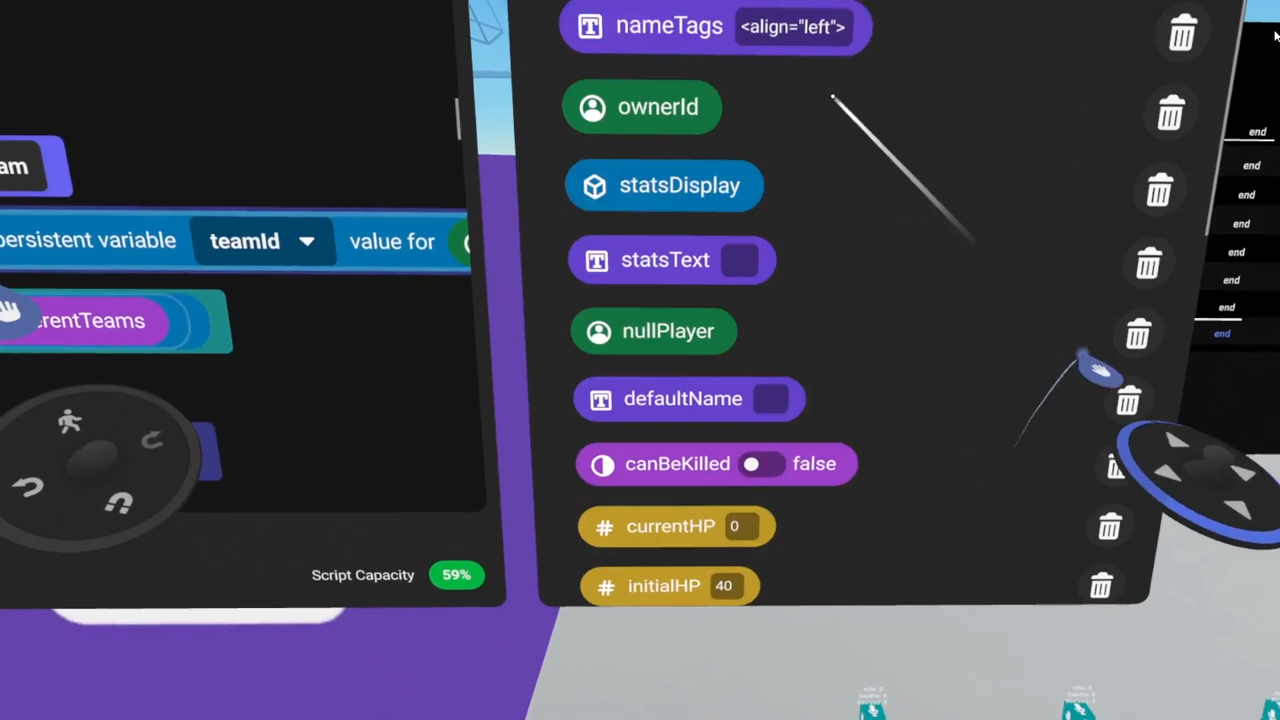 nameTags <align="left">
ownerId
statsDisplay
statsText
nullPlayer
defaultName
canBeKilled false
currentHP 0
initialHP 40
am
persistent variable teamId value for
rentTeams
Script Capacity 59%
end
end
end
end
end
end
end
end